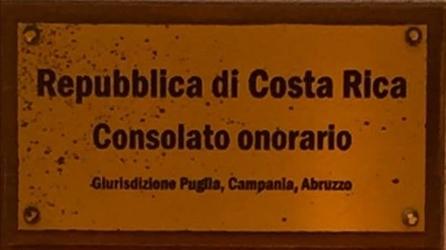 Repubblica di Costa Rica
Consolato onorario
Giurisdizione Puglia, Campania, Abruzzo